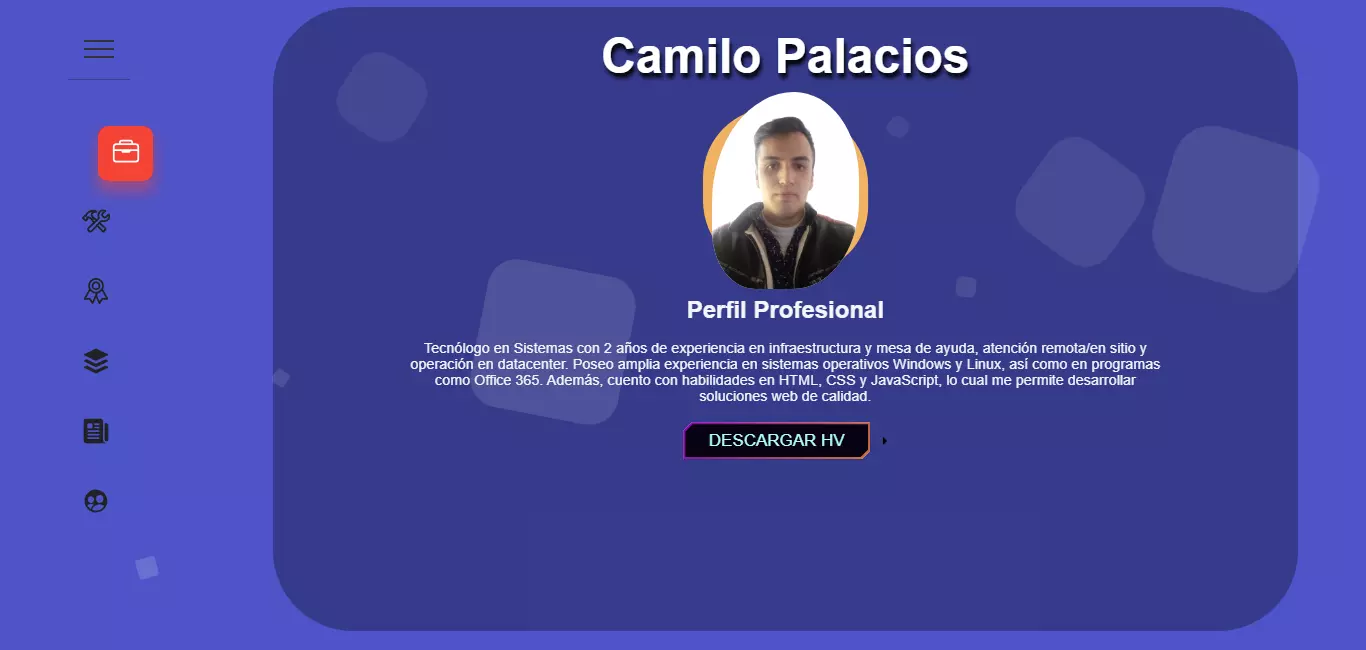 Camilo Palacios
Perfil Profesional
Tecnólogo en Sistemas con 2 años de experiencia en infraestructura y mesa de ayuda, atención remota/en sitio y
operación en datacenter. Poseo amplia experiencia en sistemas operativos Windows y Linux, así como en programas
como Office 365. Además, cuento con habilidades en HTML, CSS y JavaScript, lo cual me permite desarrollar
soluciones web de calidad.
DESCARGAR HV